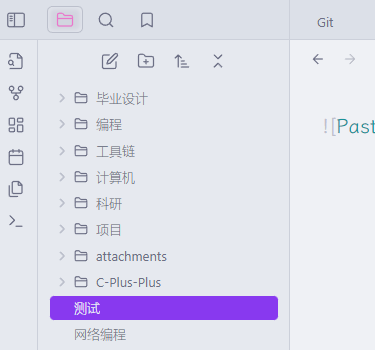 Git
毕业设计
编程
工具链
计算机
科研
项目
attachments
C-Plus-Plus
测试
网络编程
![Past